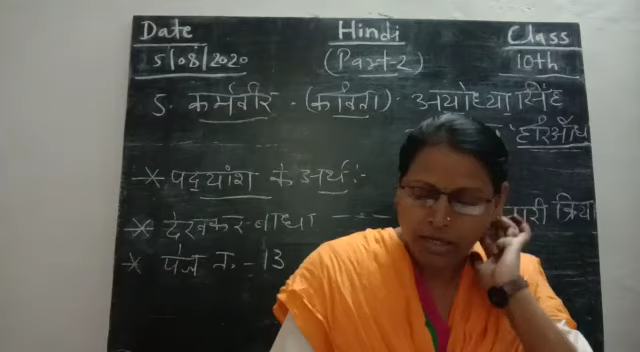 Date Hindi Class
5/08/2020 (Part-2) 10th
5. कर्मवीर - (कविता) - अयोध्या सिंह
'हरिऔध
* पद्यांश के अर्थ :-
* देखकर बाधा --- प्यारी क्रिया
* पेज क्र. - 13